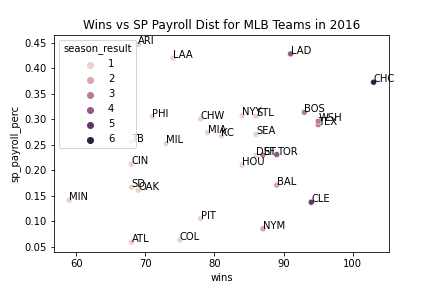 Wins vs SP Payroll Dist for MLB Teams in 2016
season_result
1
2
3
4
5
6
ARI
LAA
LAD
CHC
PHI
CHW
NYY
STL
BOS
WSH
TEX
TB
MIL
MIA
KC
SEA
CIN
HOU
DET
SF
TOR
SD
OAK
BAL
MIN
CLE
PIT
NYM
ATL
COL
0.45
0.40
0.35
0.30
0.25
0.20
0.15
0.10
0.05
sp_payroll_perc
60
70
80
90
100
wins